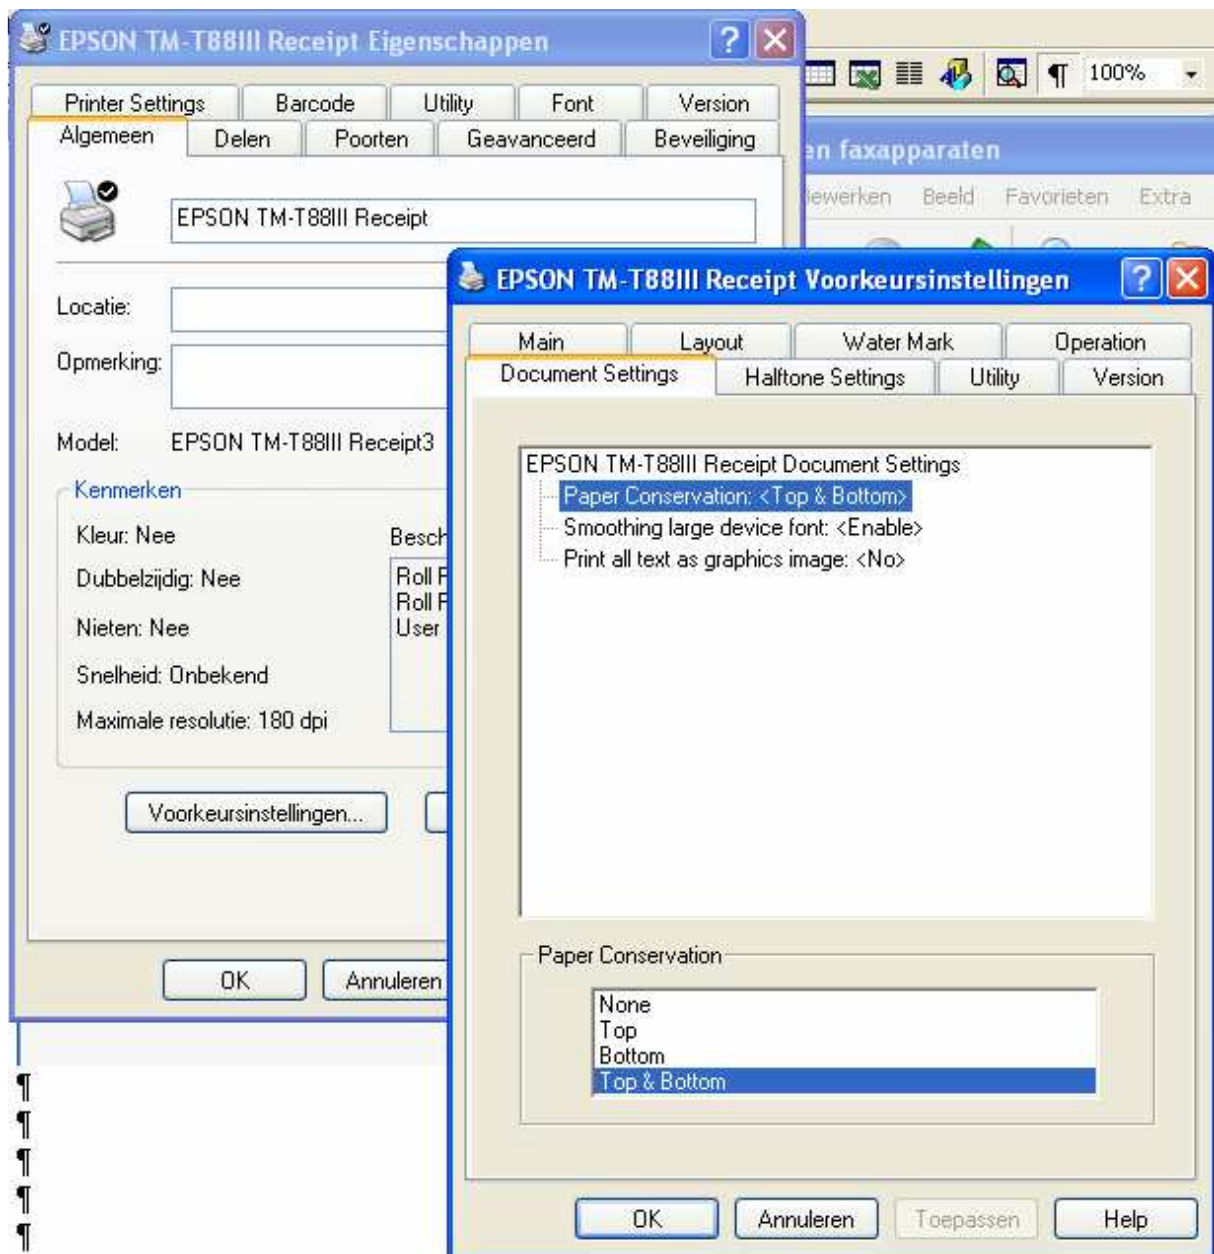 EPSON TM-T88III Receipt Eigenschappen
Printer Settings Barcode Utility Font Version
Algemeen Delen Poorten Geavanceerd Beveiliging
EPSON TM-T88III Receipt
Locatie:
Opmerking:
Model: EPSON TM-T88III Receipt3
Kenmerken
Kleur: Nee
Dubbelzijdig: Nee
Nieten: Nee
Snelheid: Onbekend
Maximale resolutie: 180 dpi
Besch
Roll
Roll
User
Voorkeursinstellingen...
OK Annuleren
100%
en faxapparaten
Bewerken Beeld Favorieten Extra
EPSON TM-T88III Receipt Voorkeursinstellingen
Main Layout Water Mark Operation
Document Settings Halftone Settings Utility Version
EPSON TM-T88III Receipt Document Settings
Paper Conservation: <Top & Bottom>
Smoothing large device font: <Enable>
Print all text as graphics image: <No>
Paper Conservation
None
Top
Bottom
Top & Bottom
OK Annuleren Toepassen Help
¶
¶
¶
¶
¶